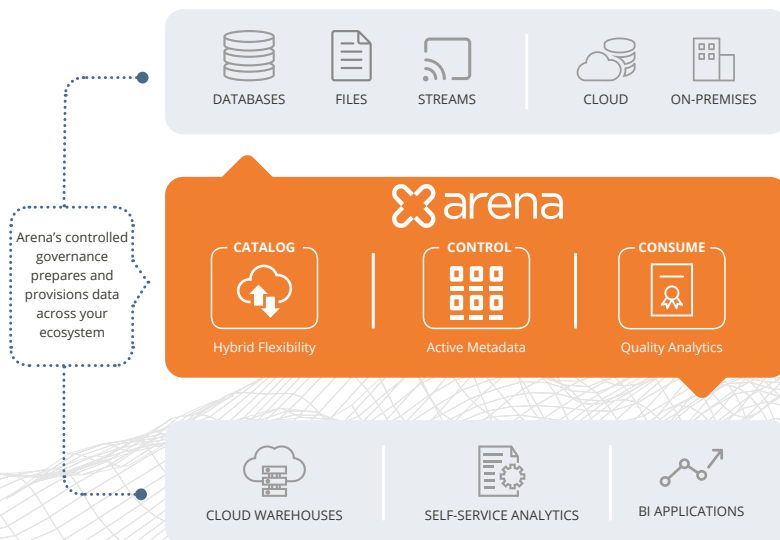 DATABASES
FILES
STREAMS
CLOUD
ON-PREMISES
arena
CATALOG
CONTROL
CONSUME
Hybrid Flexibility
Active Metadata
Quality Analytics
Arena's controlled
governance
prepares and
provisions data
across your
ecosystem
CLOUD WAREHOUSES
SELF-SERVICE ANALYTICS
BI APPLICATIONS